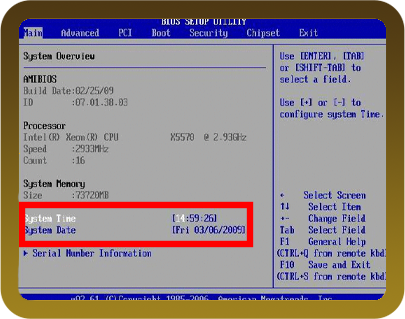 BIOS SETUP UTILITY
Main Advanced PCI Boot Security Chipset Exit
System Overview
AMIBIOS
Build Date:02/25/09
ID :07.01.38.03
Processor
Intel(R) Xeon(R) CPU X5570 @ 2.93GHz
Speed :2933MHz
Count :16
System Memory
Size :73720MB
System Time [14:59:26]
System Date [Fri 03/06/2009]
Serial Number Information
Use [ENTER], [TAB]
or [SHIFT-TAB] to
select a field.
Use [+] or [-] to
configure system Time.
← Select Screen
↑↓ Select Item
+- Change Field
Tab Select Field
F1 General Help
(CTRL+Q from remote kbd)
F10 Save and Exit
(CTRL+S from remote kbd)
v02.61 (C)Copyright 1985-2006, American Megatrends, Inc.